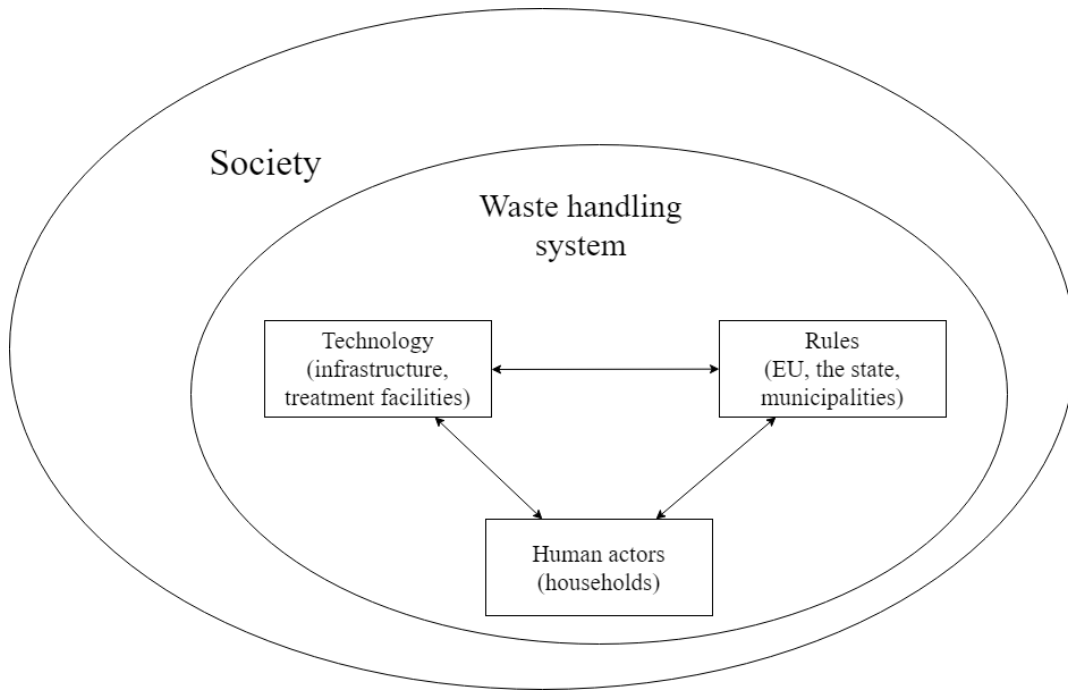 Society
Waste handling
system
Technology
(infrastructure,
treatment facilities)
Rules
(EU, the state,
municipalities)
Human actors
(households)